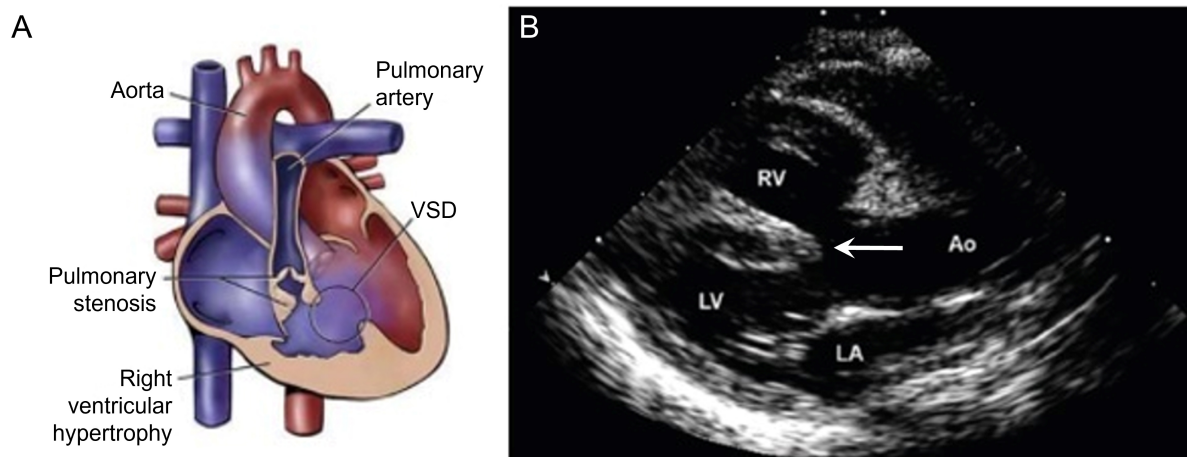 A
Aorta
Pulmonary
artery
VSD
Pulmonary
stenosis
Right
ventricular
hypertrophy
B
RV
Ao
LV
LA